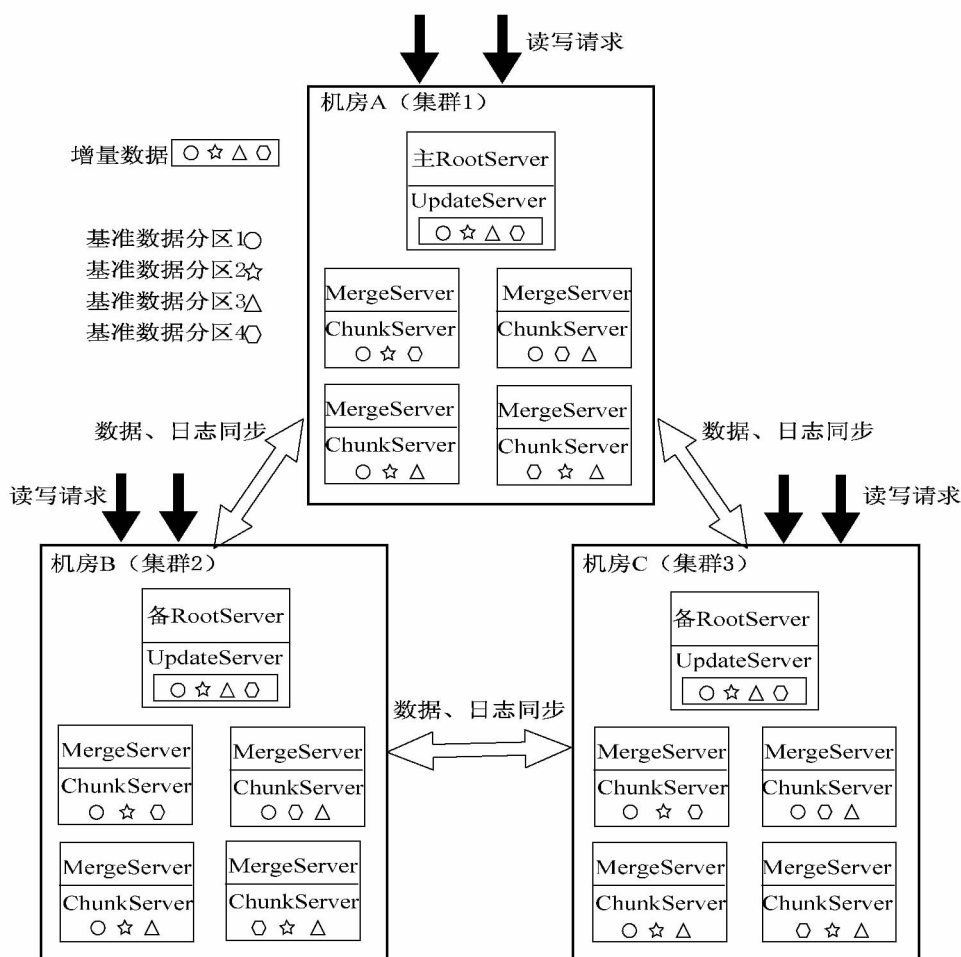 读写请求
机房A（集群1）
增量数据
主RootServer
UpdateServer
基准数据分区1
基准数据分区2
基准数据分区3
基准数据分区4
MergeServer
ChunkServer
MergeServer
ChunkServer
MergeServer
ChunkServer
MergeServer
ChunkServer
数据、日志同步
数据、日志同步
读写请求
读写请求
机房B（集群2）
备RootServer
UpdateServer
MergeServer
ChunkServer
MergeServer
ChunkServer
MergeServer
ChunkServer
MergeServer
ChunkServer
数据、日志同步
机房C（集群3）
备RootServer
UpdateServer
MergeServer
ChunkServer
MergeServer
ChunkServer
MergeServer
ChunkServer
MergeServer
ChunkServer